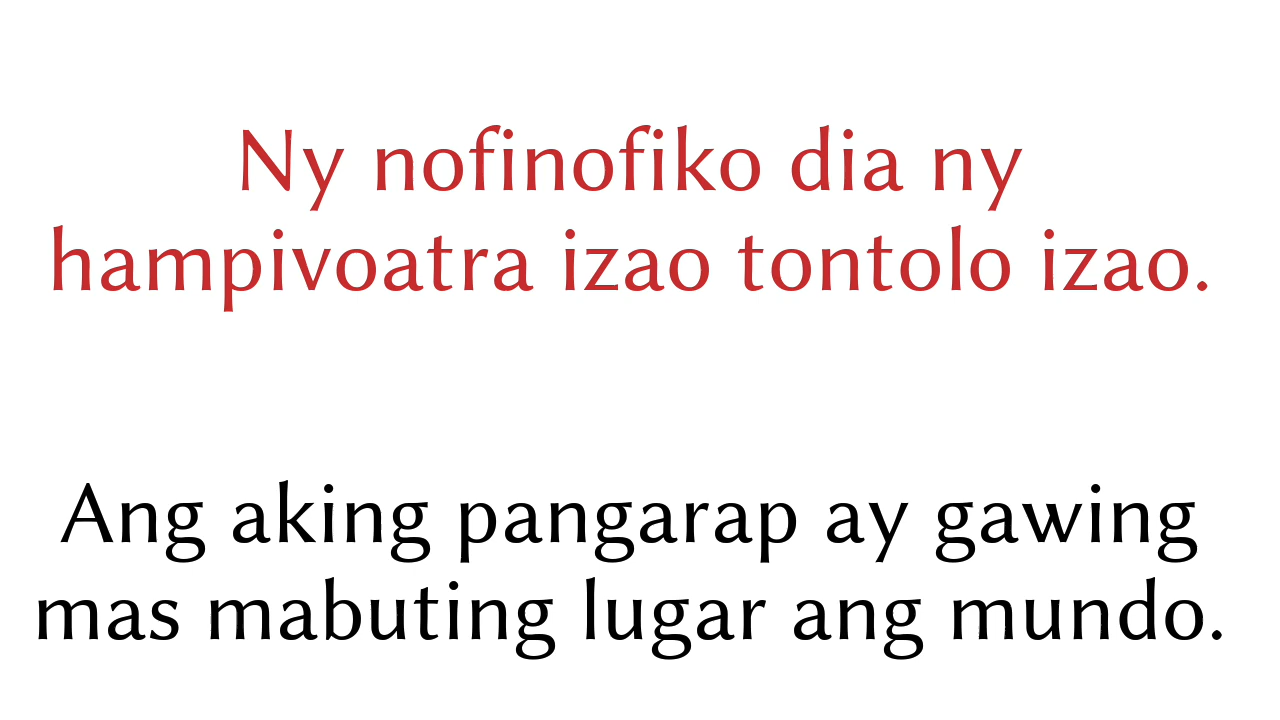 Ny nofinofiko dia ny
hampivoatra izao tontolo izao.
Ang aking pangarap ay gawing
mas mabuting lugar ang mundo.